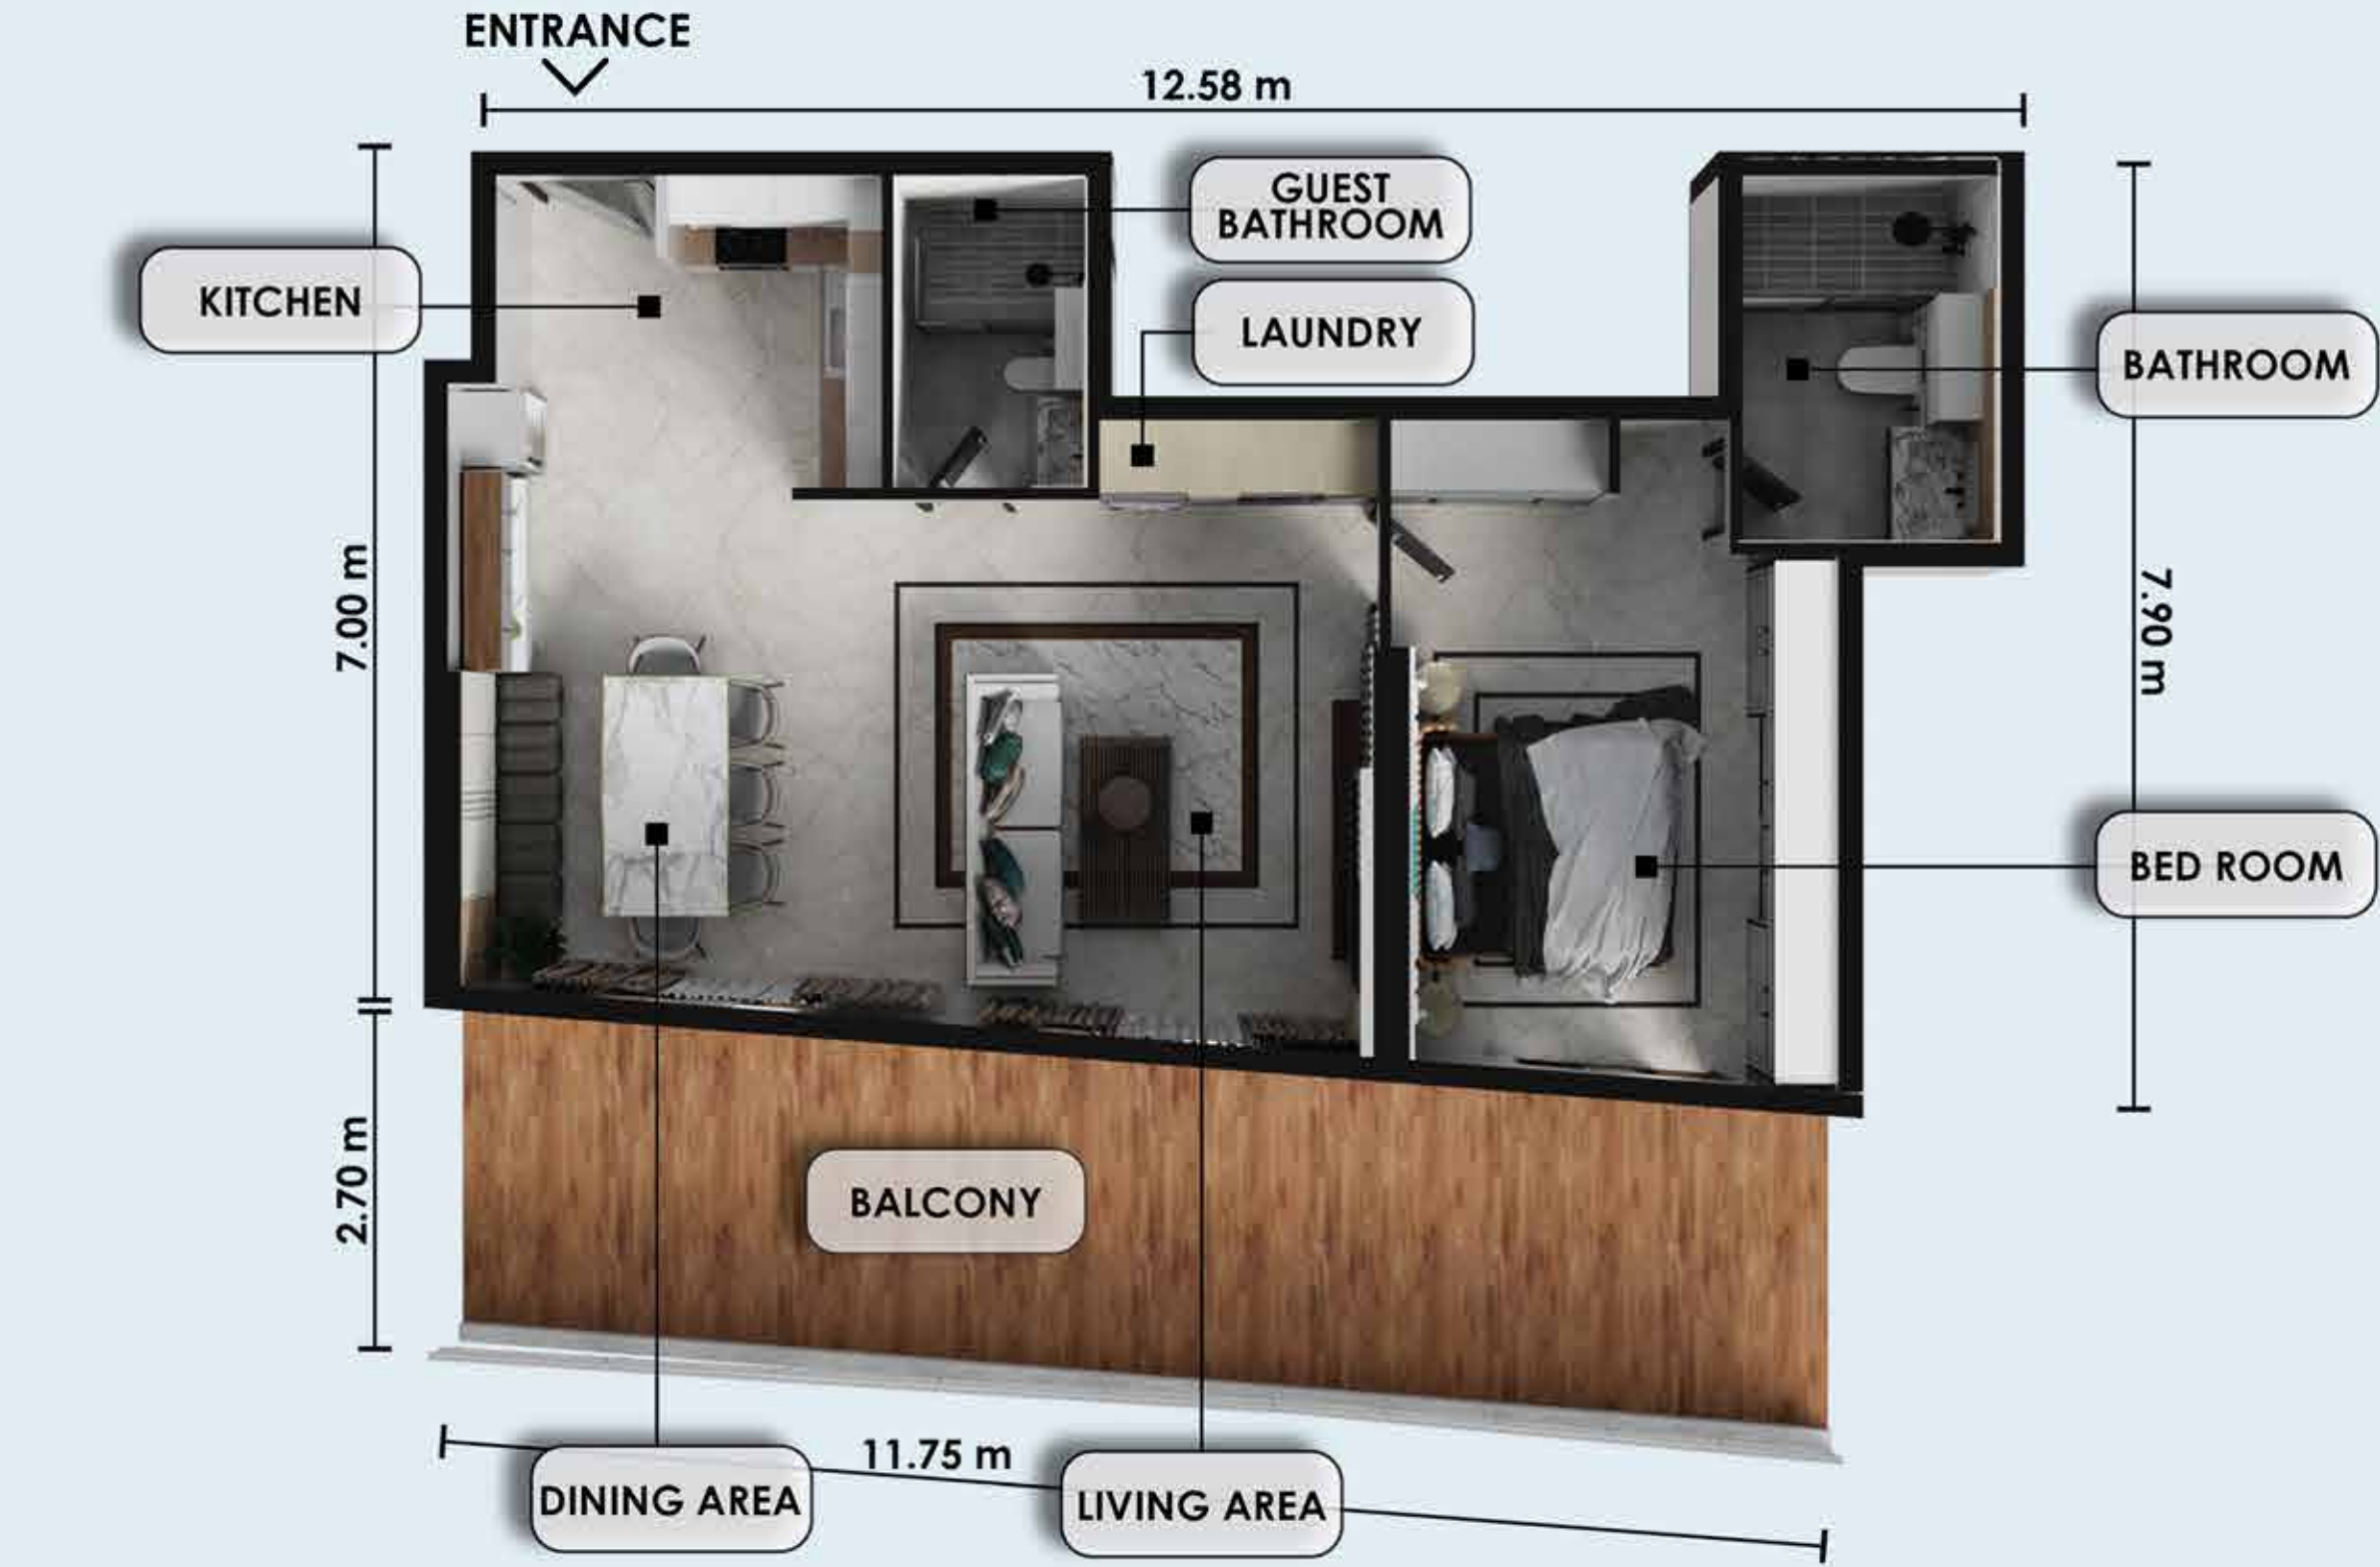 ENTRANCE
12.58 m
GUEST
BATHROOM
KITCHEN
LAUNDRY
BATHROOM
7.00 m
7.90 m
BED ROOM
2.70 m
BALCONY
11.75 m
DINING AREA
LIVING AREA